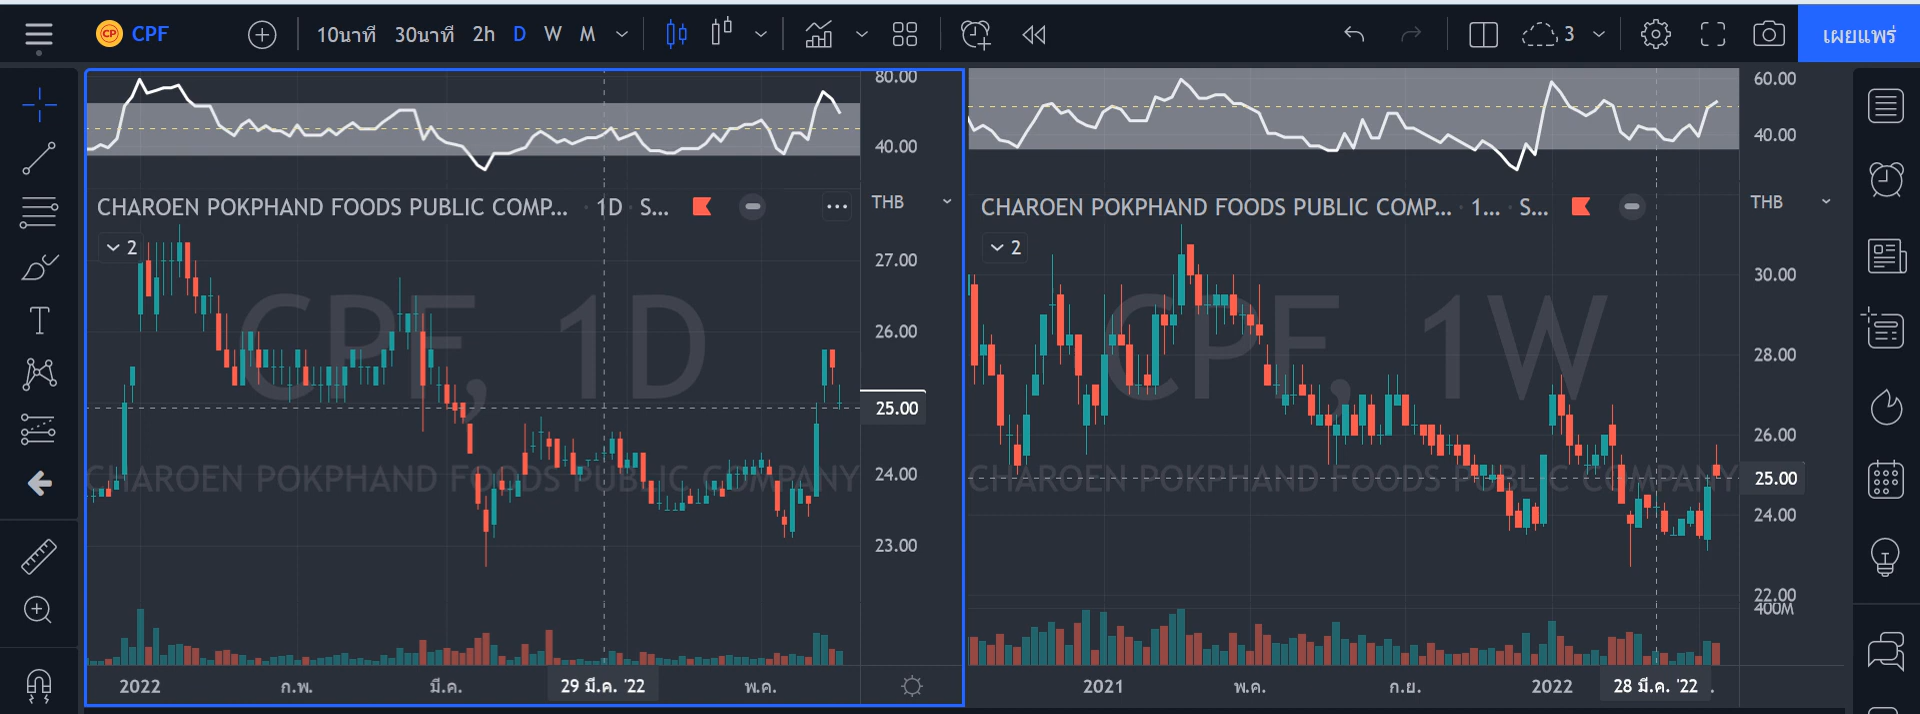 CPF
10นาที 30นาที 2h D W M
3
เผยแพร่
80.00
40.00
CHAROEN POKPHAND FOODS PUBLIC COMP... · 1D · S...
THB
2
27.00
26.00
25.00
24.00
23.00
CPF, 1D
CHAROEN POKPHAND FOODS PUBLIC COMPANY
2022 ก.พ. มี.ค. 29 มี.ค. '22 พ.ค.
60.00
40.00
CHAROEN POKPHAND FOODS PUBLIC COMP... · 1... · S...
THB
2
30.00
28.00
26.00
25.00
24.00
22.00
400M
CPF, 1W
CHAROEN POKPHAND FOODS PUBLIC COMPANY
2021 พ.ค. ก.ย. 2022 28 มี.ค. '22